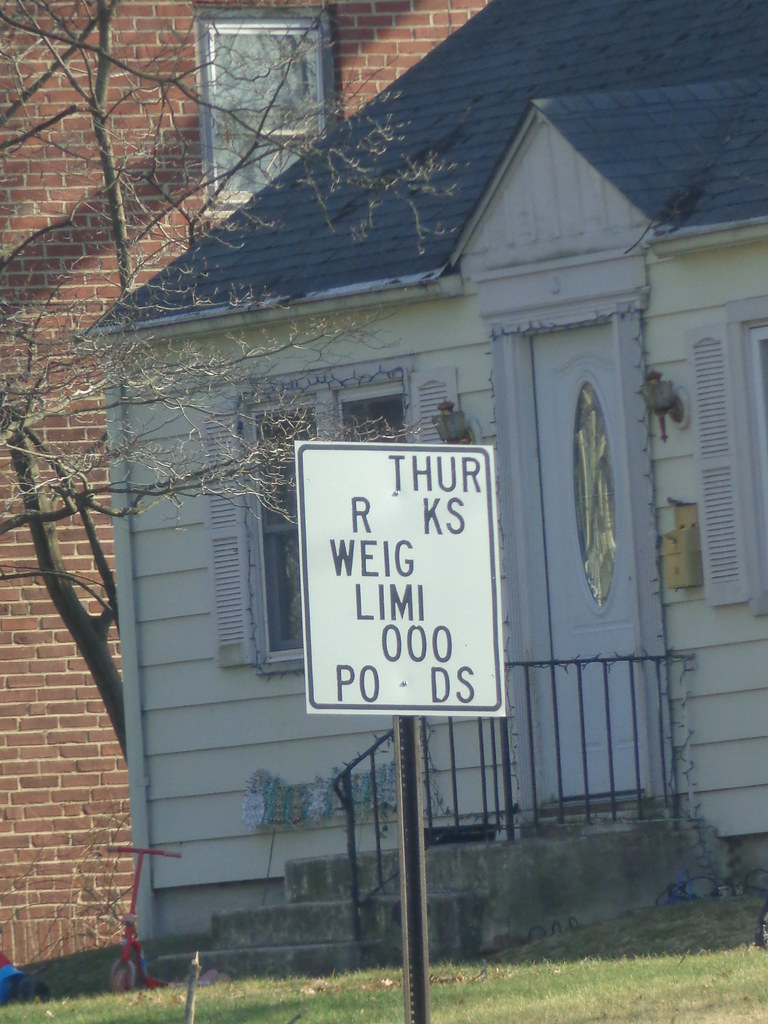 THUR
R KS
WEIG
LIMI
000
PO DS